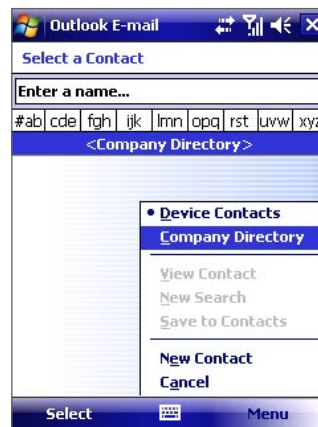 Outlook E-mail
Select a Contact
Enter a name...
#ab cde fgh ijk lmn opq rst uvw xyz
<Company Directory>
Device Contacts
Company Directory
View Contact
New Search
Save to Contacts
New Contact
Cancel
Select Menu